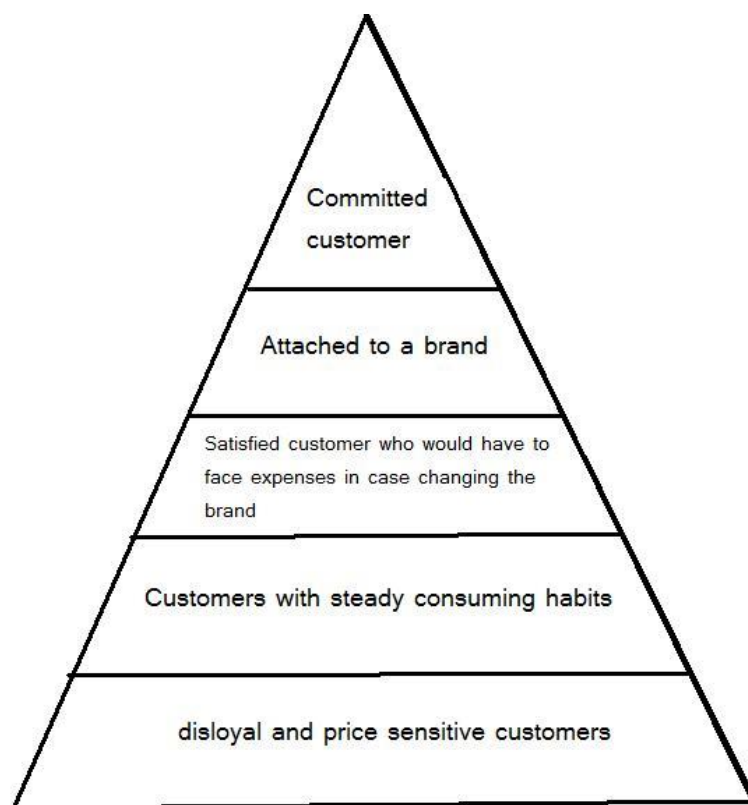 Committed
customer
Attached to a brand
Satisfied customer who would have to
face expenses in case changing the
brand
Customers with steady consuming habits
disloyal and price sensitive customers